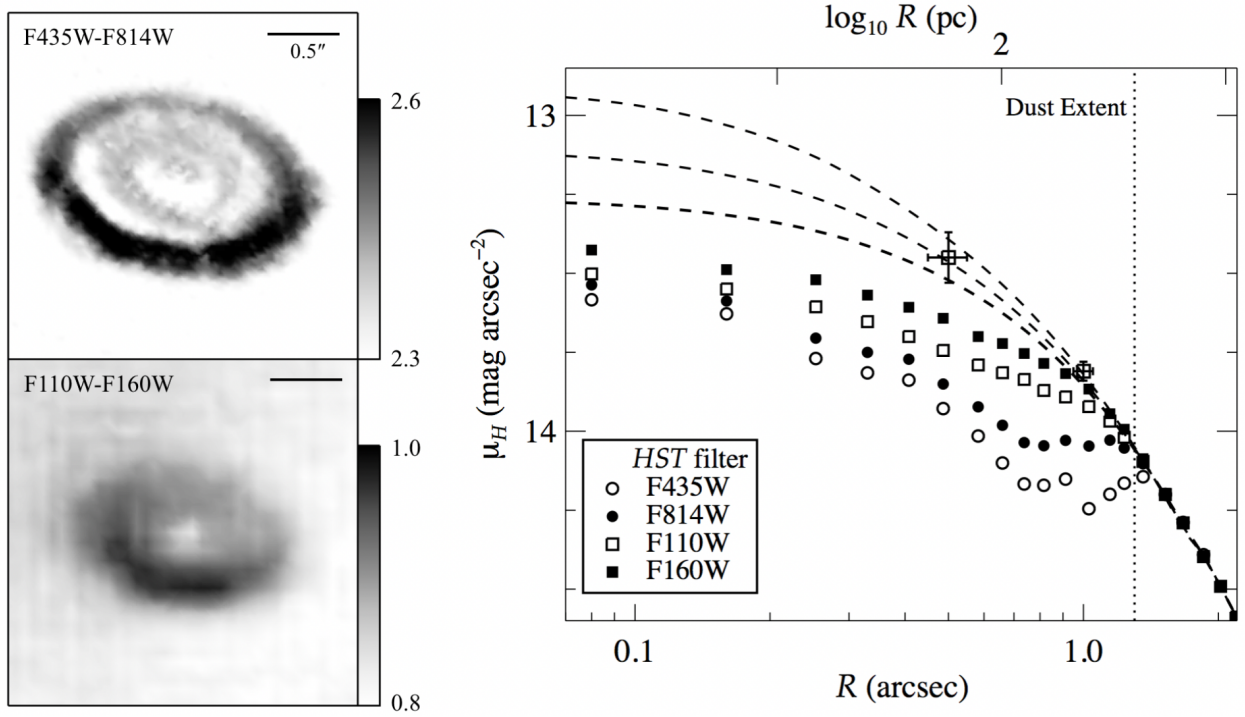 F435W-F814W
0.5″
2.6
2.3
F110W-F160W
1.0
0.8
log₁₀ R (pc)
2
Dust Extent
13
14
μ_H (mag arcsec⁻²)
HST filter
F435W
F814W
F110W
F160W
0.1
1.0
R (arcsec)